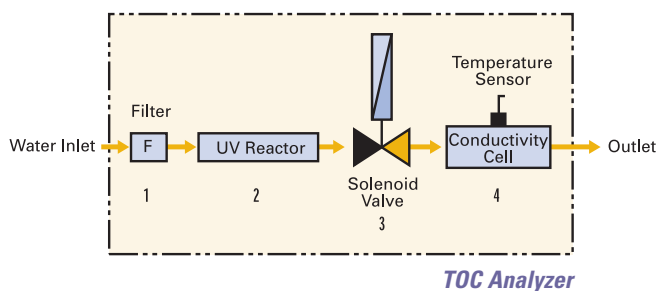 Temperature
Sensor
Filter
Water Inlet
F
UV Reactor
Conductivity
Cell
Outlet
Solenoid
Valve
1
2
3
4
TOC Analyzer